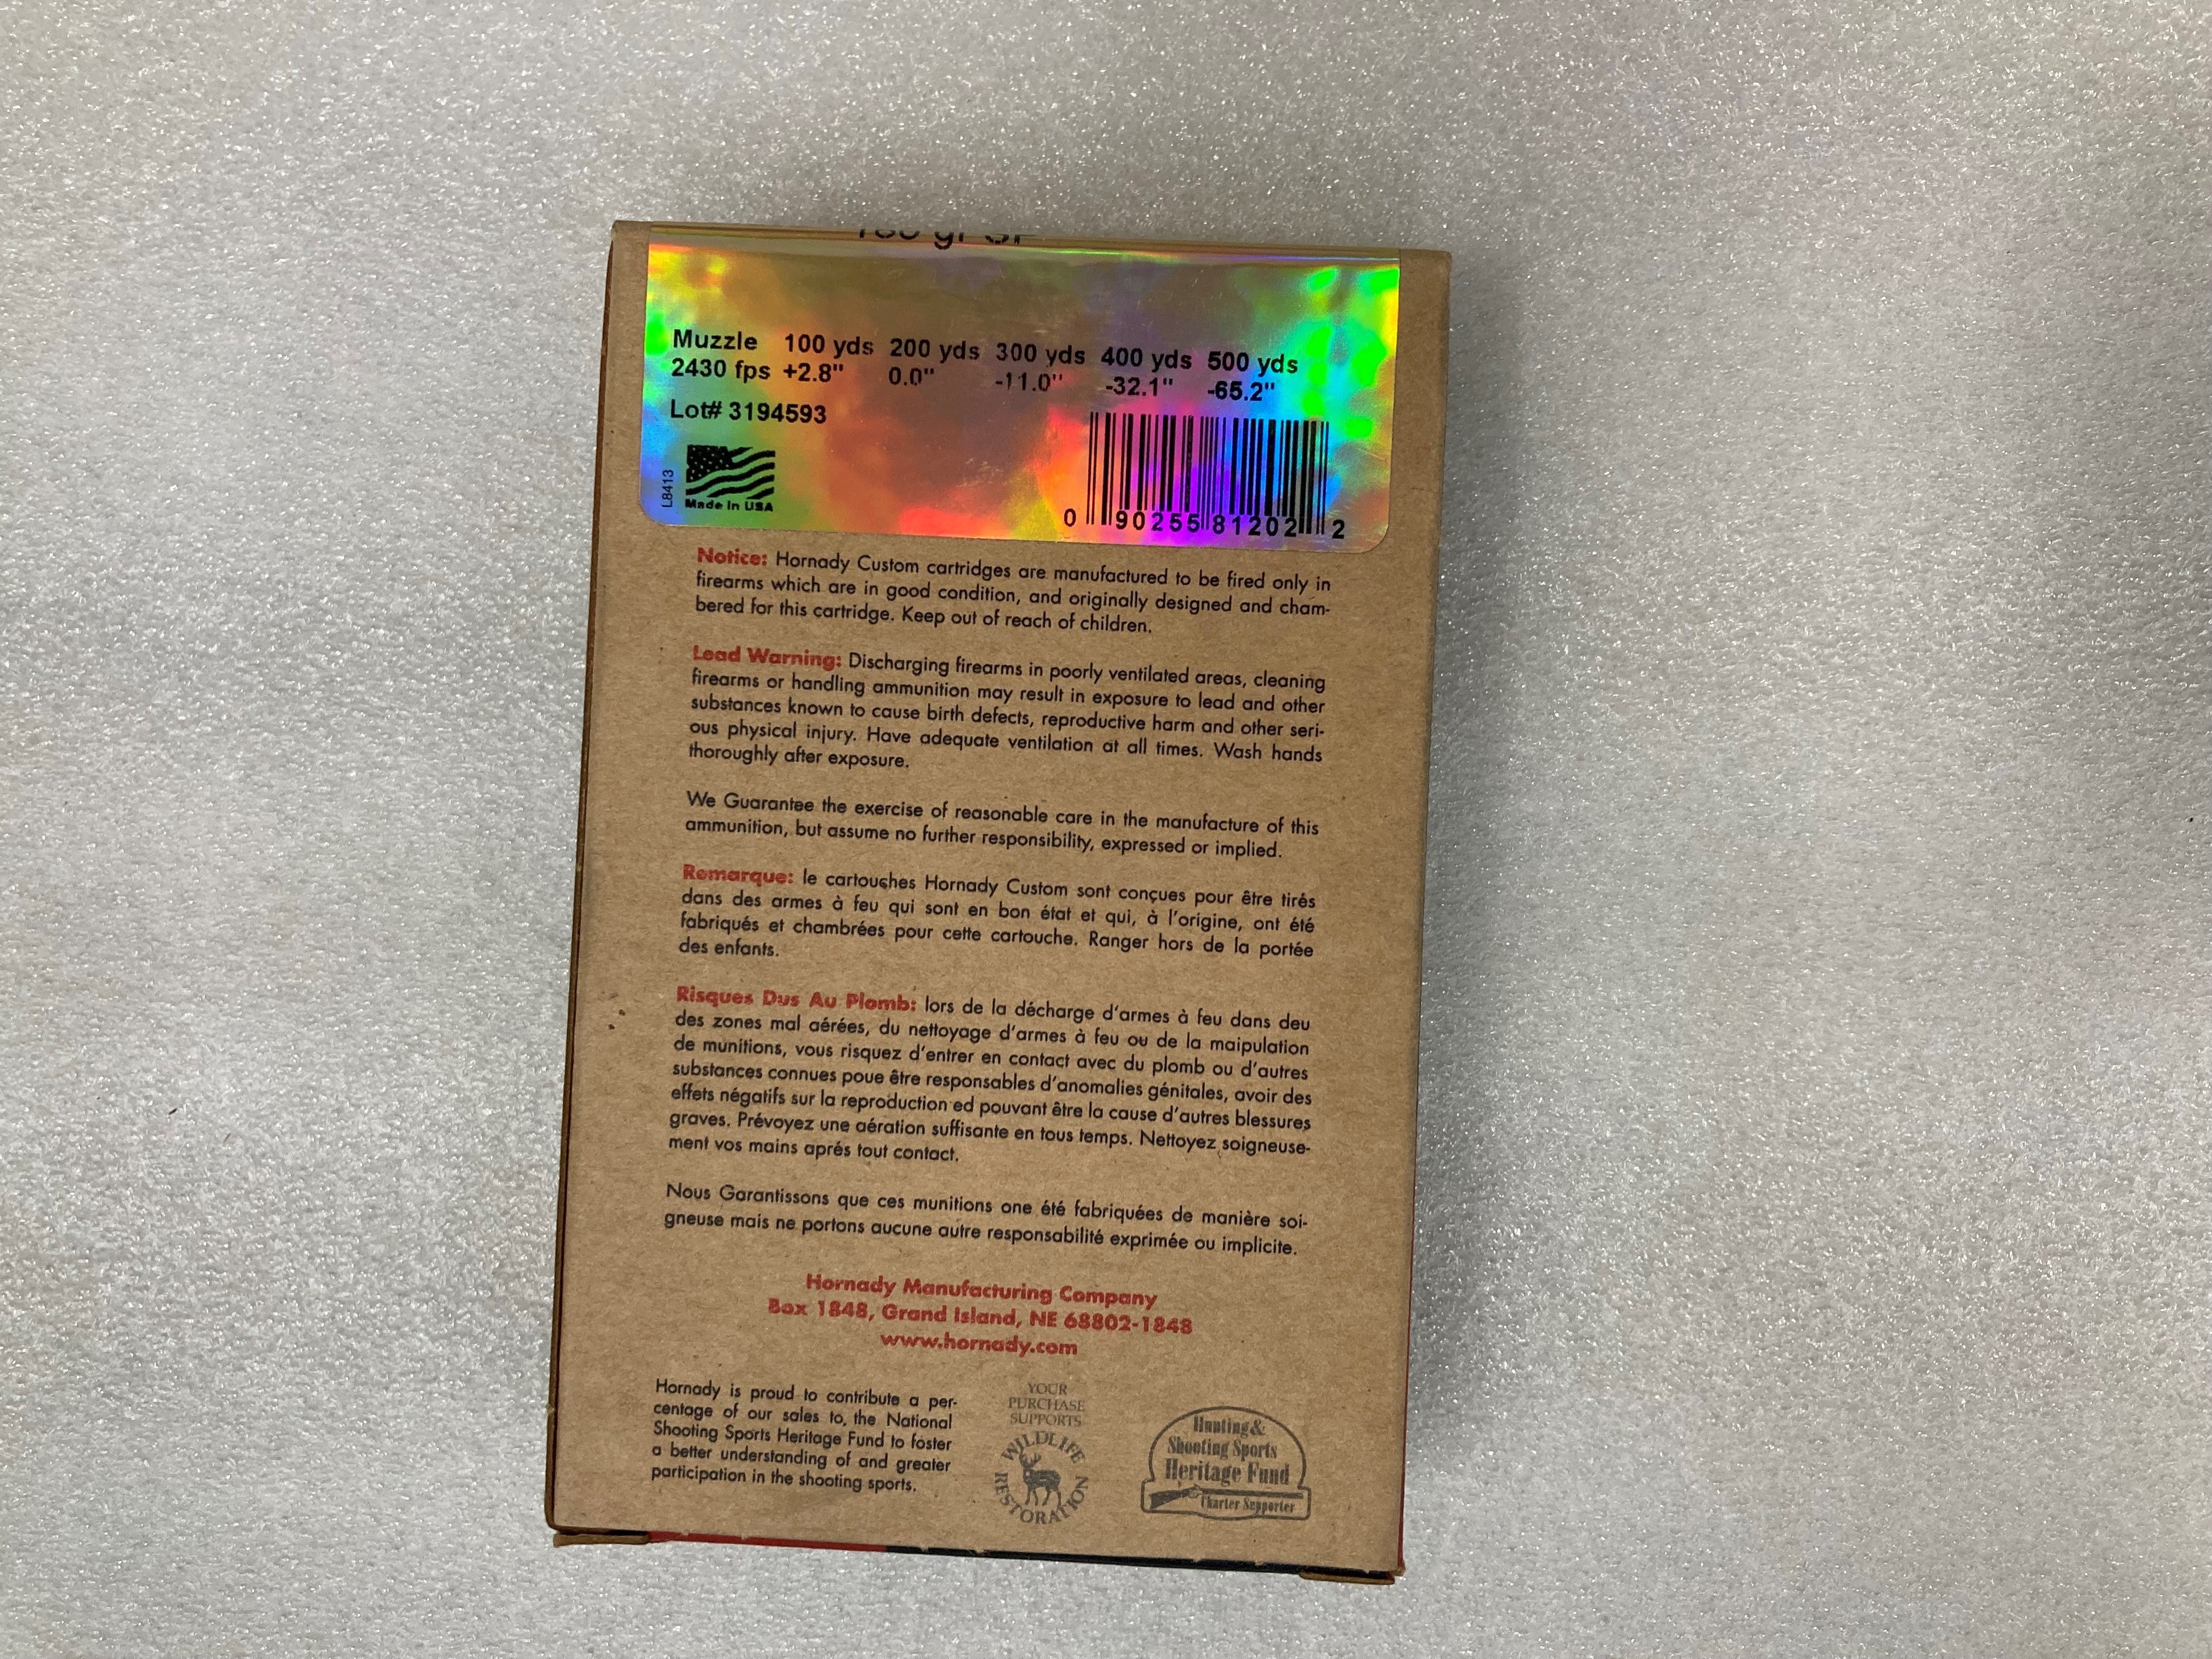 Muzzle 100 yds 200 yds 300 yds 400 yds 500 yds
2430 fps +2.8" 0.0" -11.0" -32.1" -65.2"
Lot# 3194593
L8413
Made In USA
0 90255 81202 2
Notice: Hornady Custom cartridges are manufactured to be fired only in
firearms which are in good condition, and originally designed and cham-
bered for this cartridge. Keep out of reach of children.
Lead Warning: Discharging firearms in poorly ventilated areas, cleaning
firearms or handling ammunition may result in exposure to lead and other
substances known to cause birth defects, reproductive harm and other seri-
ous physical injury. Have adequate ventilation at all times. Wash hands
thoroughly after exposure.
We Guarantee the exercise of reasonable care in the manufacture of this
ammunition, but assume no further responsibility, expressed or implied.
Remarque: le cartouches Hornady Custom sont conçues pour être tirés
dans des armes à feu qui sont en bon état et qui, à l'origine, ont été
fabriqués et chambrées pour cette cartouche. Ranger hors de la portée
des enfants.
Risques Dus Au Plomb: lors de la décharge d'armes à feu dans deu
des zones mal aérées, du nettoyage d'armes à feu ou de la maipulation
de munitions, vous risquez d'entrer en contact avec du plomb ou d'autres
substances connues poue être responsables d'anomalies génitales, avoir des
effets négatifs sur la reproduction ed pouvant être la cause d'autres blessures
graves. Prévoyez une aération suffisante en tous temps. Nettoyez soigneuse-
ment vos mains aprés tout contact.
Nous Garantissons que ces munitions one été fabriquées de manière soi-
gneuse mais ne portons aucune autre responsabilité exprimée ou implicite.
Hornady Manufacturing Company
Box 1848, Grand Island, NE 68802-1848
www.hornady.com
Hornady is proud to contribute a per-
centage of our sales to, the National
Shooting Sports Heritage Fund to foster
a better understanding of and greater
participation in the shooting sports.
YOUR
PURCHASE
SUPPORTS
WILDLIFE
RESTORATION
Hunting &
Shooting Sports
Heritage Fund
Charter Supporter